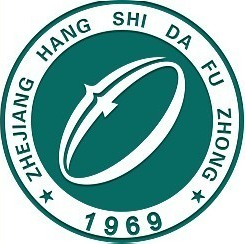 ZHEJIANG HANG SHI DA FU ZHONG
1969